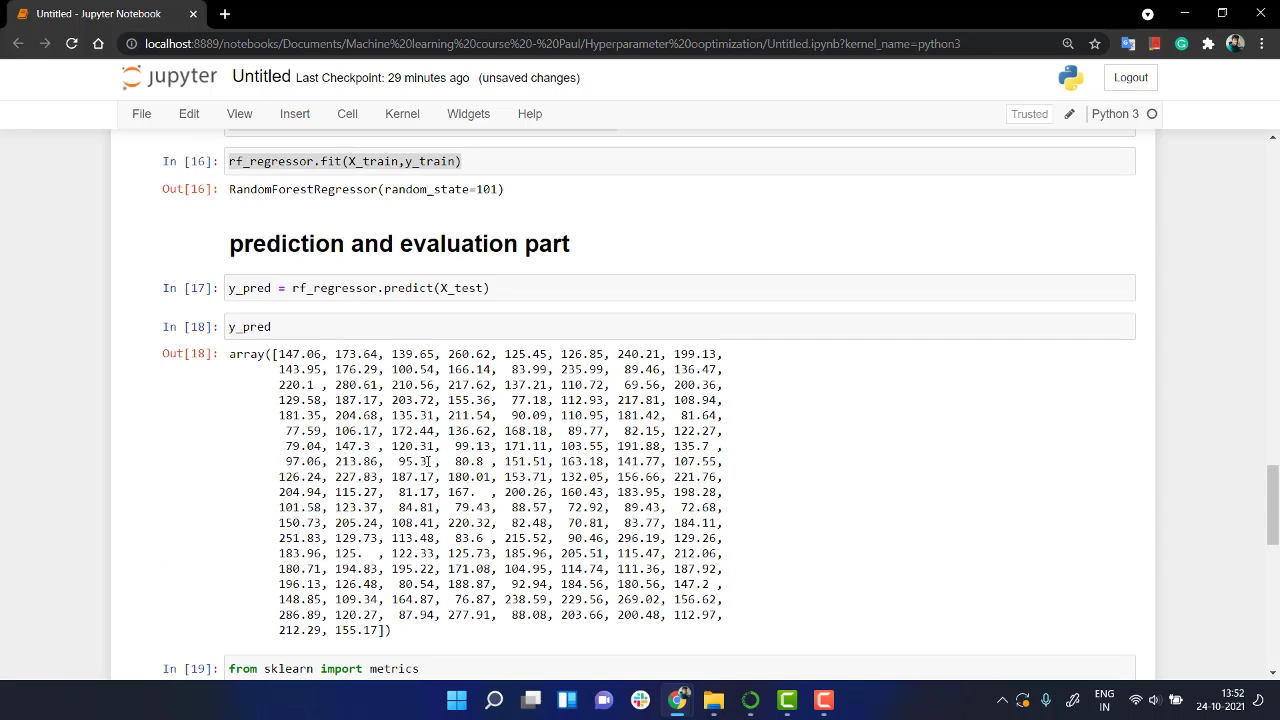 Untitled - Jupyter Notebook
localhost:8889/notebooks/Documents/Machine%20learning%20course%20-%20Paul/Hyperparameter%20ooptimization/Untitled.ipynb?kernel_name=python3
jupyter Untitled Last Checkpoint: 29 minutes ago (unsaved changes) Logout
File Edit View Insert Cell Kernel Widgets Help Trusted Python 3
In [16]: rf_regressor.fit(X_train,y_train)
Out[16]: RandomForestRegressor(random_state=101)
prediction and evaluation part
In [17]: y_pred = rf_regressor.predict(X_test)
In [18]: y_pred
Out[18]: array([147.06, 173.64, 139.65, 260.62, 125.45, 126.85, 240.21, 199.13,
143.95, 176.29, 100.54, 166.14, 83.99, 235.99, 89.46, 136.47,
220.1 , 280.61, 210.56, 217.62, 137.21, 110.72, 69.56, 200.36,
129.58, 187.17, 203.72, 155.36, 77.18, 112.93, 217.81, 108.94,
181.35, 204.68, 135.31, 211.54, 90.09, 110.95, 181.42, 81.64,
77.59, 106.17, 172.44, 136.62, 168.18, 89.77, 82.15, 122.27,
79.04, 147.3 , 120.31, 99.13, 171.11, 103.55, 191.88, 135.7 ,
97.06, 213.86, 95.3 , 80.8 , 151.51, 163.18, 141.77, 107.55,
126.24, 227.83, 187.17, 180.01, 153.71, 132.05, 156.66, 221.76,
204.94, 115.27, 81.17, 167. , 200.26, 160.43, 183.95, 198.28,
101.58, 123.37, 84.81, 79.43, 88.57, 72.92, 89.43, 72.68,
150.73, 205.24, 108.41, 220.32, 82.48, 70.81, 83.77, 184.11,
251.83, 129.73, 113.48, 83.6 , 215.52, 90.46, 296.19, 129.26,
183.96, 125. , 122.33, 125.73, 185.96, 205.51, 115.47, 212.06,
180.71, 194.83, 195.22, 171.08, 104.95, 114.74, 111.36, 187.92,
196.13, 126.48, 80.54, 188.87, 92.94, 184.56, 180.56, 147.2 ,
148.85, 109.34, 164.87, 76.87, 238.59, 229.56, 269.02, 156.62,
286.89, 120.27, 87.94, 277.91, 88.08, 203.66, 200.48, 112.97,
212.29, 155.17])
In [19]: from sklearn import metrics
ENG
IN
13:52
24-10-2021